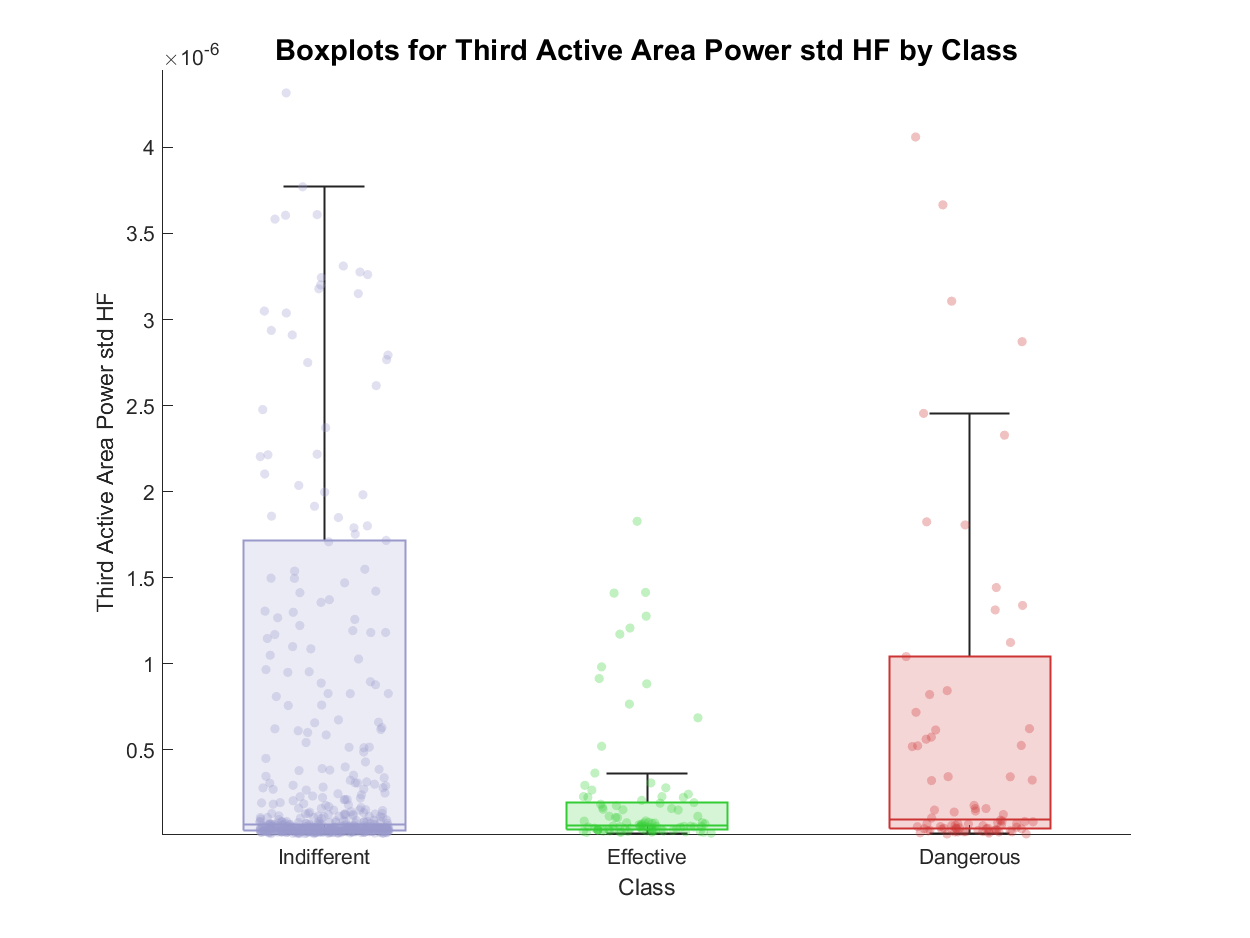 Boxplots for Third Active Area Power std HF by Class
×10-6
4
3.5
3
2.5
2
1.5
1
0.5
Third Active Area Power std HF
Indifferent
Effective
Dangerous
Class